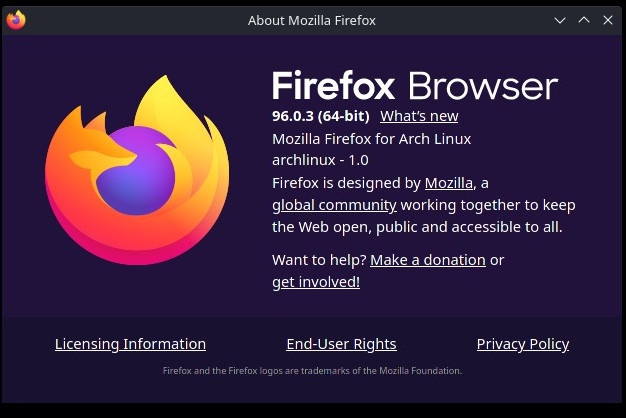 About Mozilla Firefox
Firefox Browser
96.0.3 (64-bit) What's new
Mozilla Firefox for Arch Linux
archlinux - 1.0
Firefox is designed by Mozilla, a
global community working together to keep
the Web open, public and accessible to all.
Want to help? Make a donation or
get involved!
Licensing Information End-User Rights Privacy Policy
Firefox and the Firefox logos are trademarks of the Mozilla Foundation.